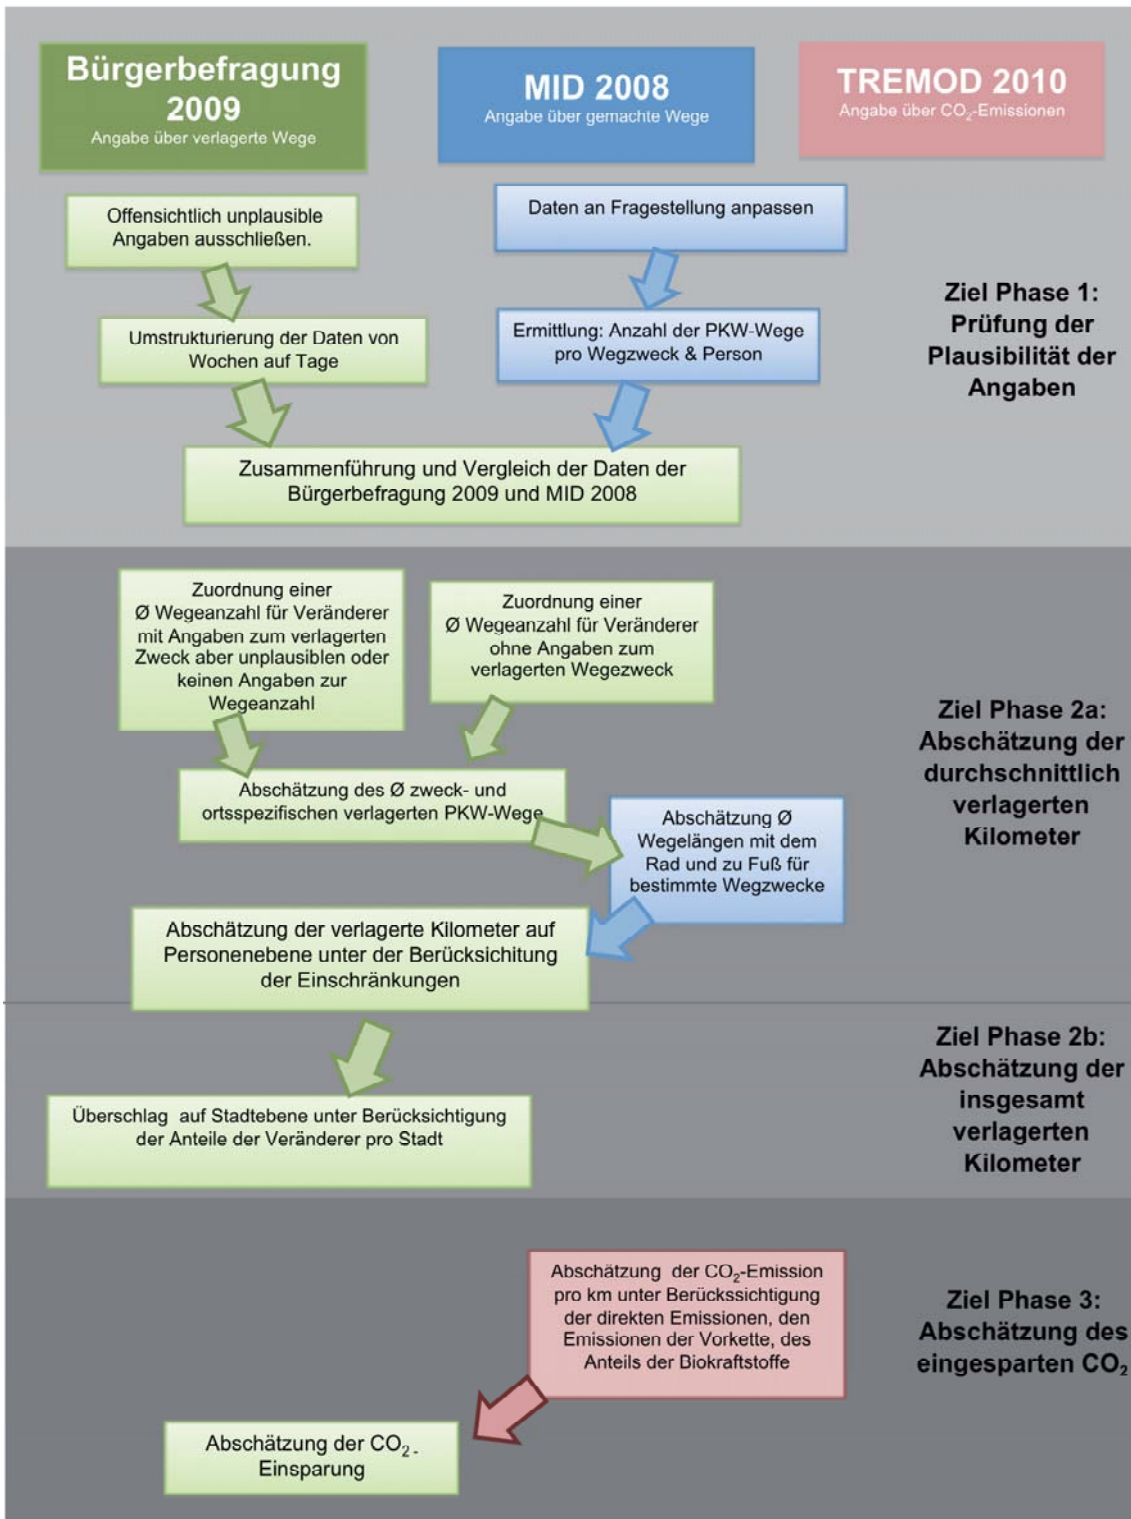 Bürgerbefragung
2009
Angabe über verlagerte Wege
MID 2008
Angabe über gemachte Wege
TREMOD 2010
Angabe über CO₂-Emissionen
Offensichtlich unplausible
Angaben ausschließen.
Daten an Fragestellung anpassen
Umstrukturierung der Daten von
Wochen auf Tage
Ermittlung: Anzahl der PKW-Wege
pro Wegzweck & Person
Ziel Phase 1:
Prüfung der
Plausibilität der
Angaben
Zusammenführung und Vergleich der Daten der
Bürgerbefragung 2009 und MID 2008
Zuordnung einer
Ø Wegeanzahl für Veränderer
mit Angaben zum verlagerten
Zweck aber unplausiblen oder
keinen Angaben zur
Wegeanzahl
Zuordnung einer
Ø Wegeanzahl für Veränderer
ohne Angaben zum
verlagerten Wegezweck
Ziel Phase 2a:
Abschätzung der
durchschnittlich
verlagerten
Kilometer
Abschätzung des Ø zweck- und
ortsspezifischen verlagerten PKW-Wege
Abschätzung Ø
Wegelängen mit dem
Rad und zu Fuß für
bestimmte Wegzwecke
Abschätzung der verlagerte Kilometer auf
Personenebene unter der Berücksichitung
der Einschränkungen
Ziel Phase 2b:
Abschätzung der
insgesamt
verlagerten
Kilometer
Überschlag auf Stadtebene unter Berücksichtigung
der Anteile der Veränderer pro Stadt
Abschätzung der CO₂-Emission
pro km unter Berückssichtigung
der direkten Emissionen, den
Emissionen der Vorkette, des
Anteils der Biokraftstoffe
Ziel Phase 3:
Abschätzung des
eingesparten CO₂
Abschätzung der CO₂-
Einsparung